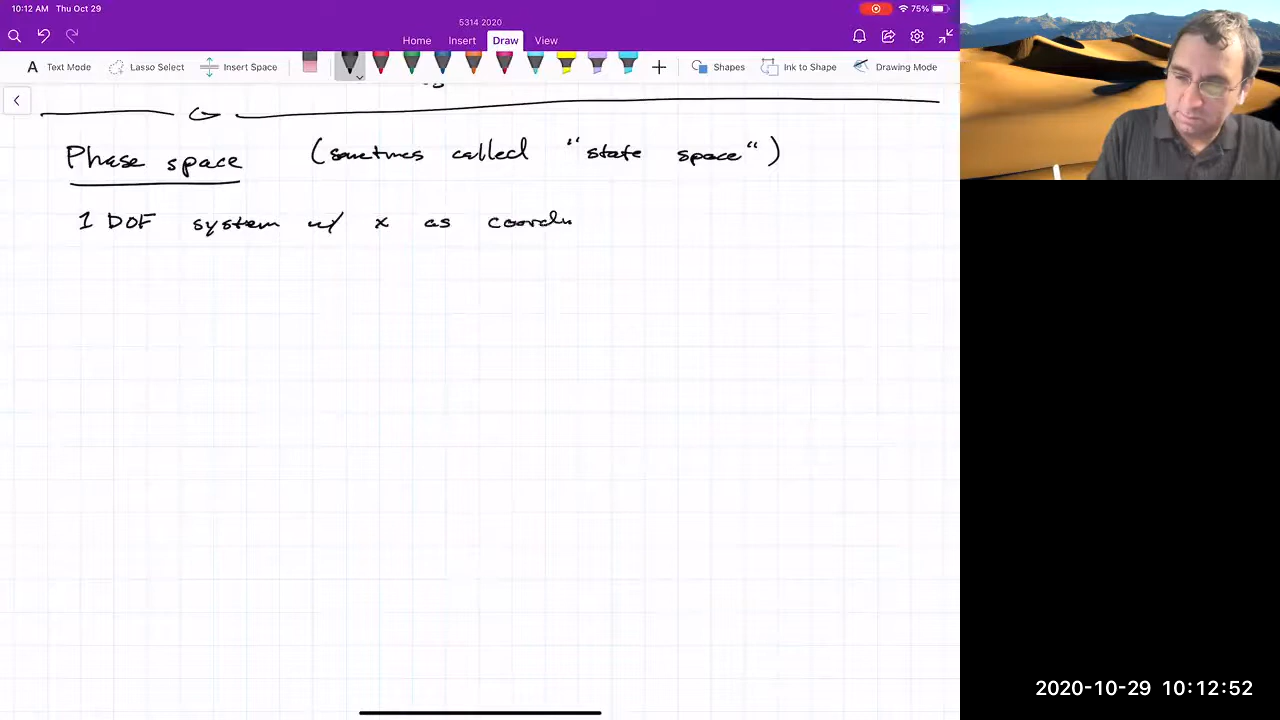 10:12 AM Thu Oct 29
75%
5314 2020
Home Insert Draw View
A Text Mode Lasso Select Insert Space Shapes Ink to Shape Drawing Mode
Phase space (sometimes called "state space")
1 DOF system w/ x as coordin
2020-10-29 10:12:52